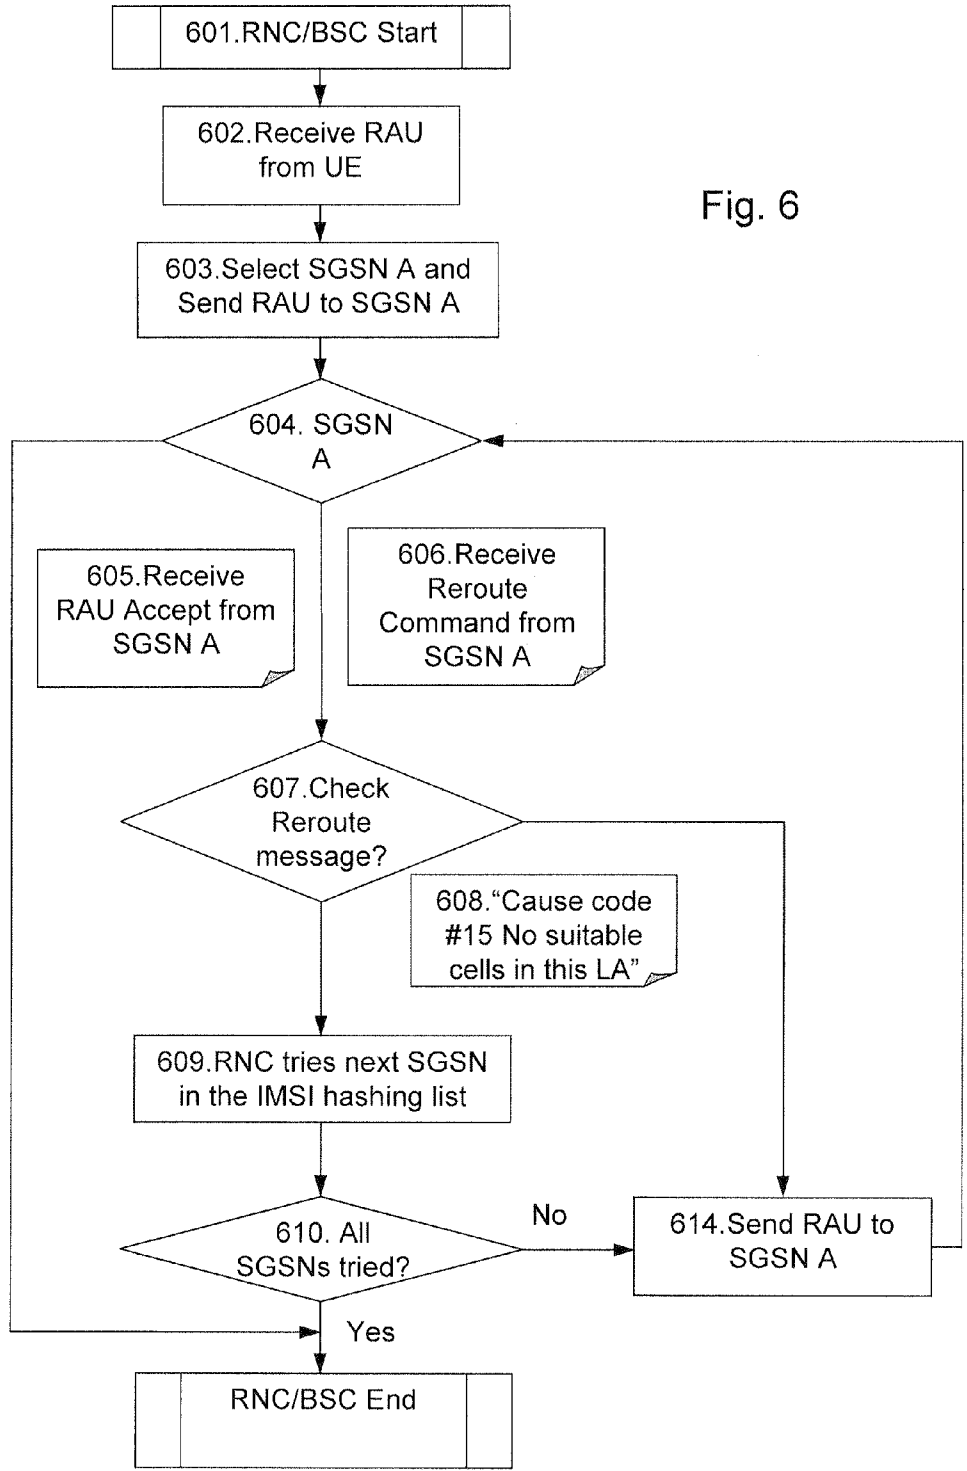 601.RNC/BSC Start
602.Receive RAU
from UE
Fig. 6
603.Select SGSN A and
Send RAU to SGSN A
604. SGSN
A
605.Receive
RAU Accept from
SGSN A
606.Receive
Reroute
Command from
SGSN A
607.Check
Reroute
message?
608.“Cause code
#15 No suitable
cells in this LA”
609.RNC tries next SGSN
in the IMSI hashing list
610. All
SGSNs tried?
No
614.Send RAU to
SGSN A
Yes
RNC/BSC End